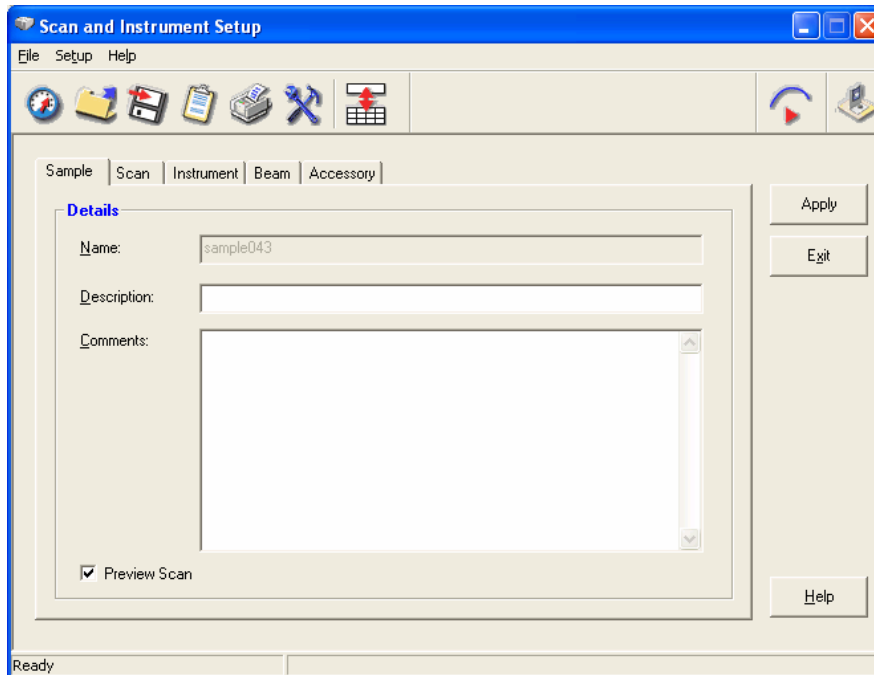 Scan and Instrument Setup
File Setup Help
Sample Scan Instrument Beam Accessory
Details
Name: sample043
Description:
Comments:
Preview Scan
Apply
Exit
Help
Ready